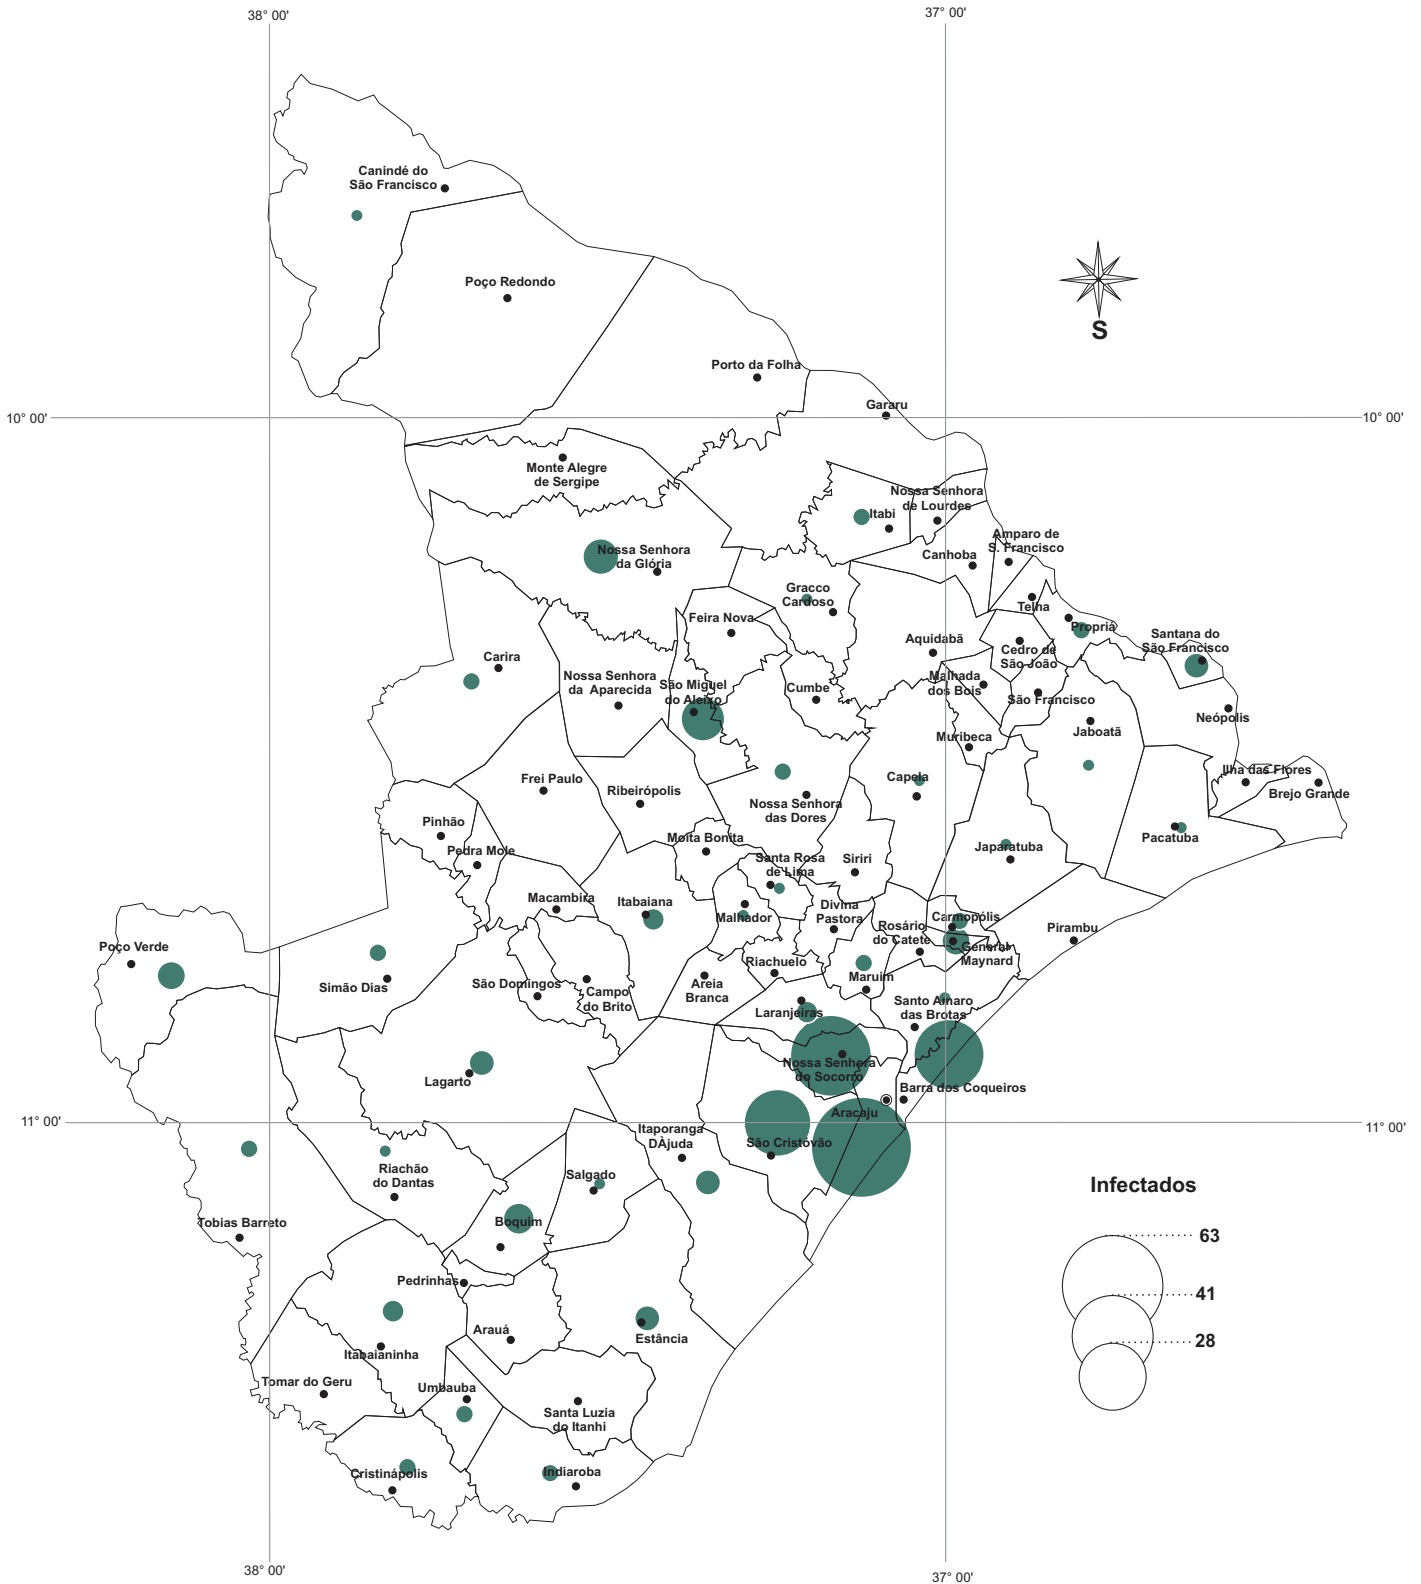 38° 00'
37° 00'
Canindé do
São Francisco
Poço Redondo
S
Porto da Folha
Gararu
10° 00'
10° 00'
Monte Alegre
de Sergipe
Nossa Senhora
de Lourdes
Itabi
Amparo de
S. Francisco
Canhoba
Nossa Senhora
da Glória
Gracco
Cardoso
Telha
Feira Nova
Propriá
Aquidabã
Santana do
São Francisco
Cedro de
São João
Carira
Nossa Senhora
da Aparecida
São Miguel
do Aleixo
Cumbe
Malhada
dos Bois
São Francisco
Neópolis
Jaboatã
Muribeca
Frei Paulo
Ribeirópolis
Capela
Ilha das Flores
Brejo Grande
Nossa Senhora
das Dores
Pinhão
Pedra Mole
Moita Bonita
Santa Rosa
de Lima
Siriri
Japaratuba
Pacatuba
Macambira
Itabaiana
Malhador
Divina
Pastora
Rosário
do Catete
Carmopólis
General
Maynard
Pirambu
Poço Verde
Simão Dias
São Domingos
Campo
do Brito
Areia
Branca
Riachuelo
Maruim
Laranjeiras
Santo Amaro
das Brotas
Lagarto
Nossa Senhora
do Socorro
Barra dos Coqueiros
Aracaju
11° 00'
11° 00'
Itaporanga
DÀjuda
São Cristóvão
Riachão
do Dantas
Salgado
Infectados
Tobias Barreto
Boquim
63
Pedrinhas
41
Arauá
Estância
28
Itabaianinha
Tomar do Geru
Umbauba
Santa Luzia
do Itanhi
Cristinápolis
Indiaroba
38° 00'
37° 00'